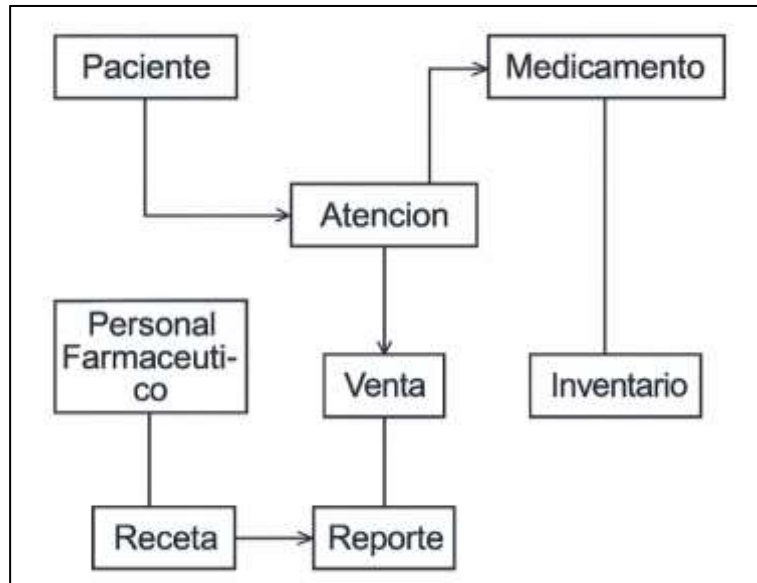 Paciente
Medicamento
Atencion
Personal
Farmaceuti-
co
Venta
Inventario
Receta
Reporte